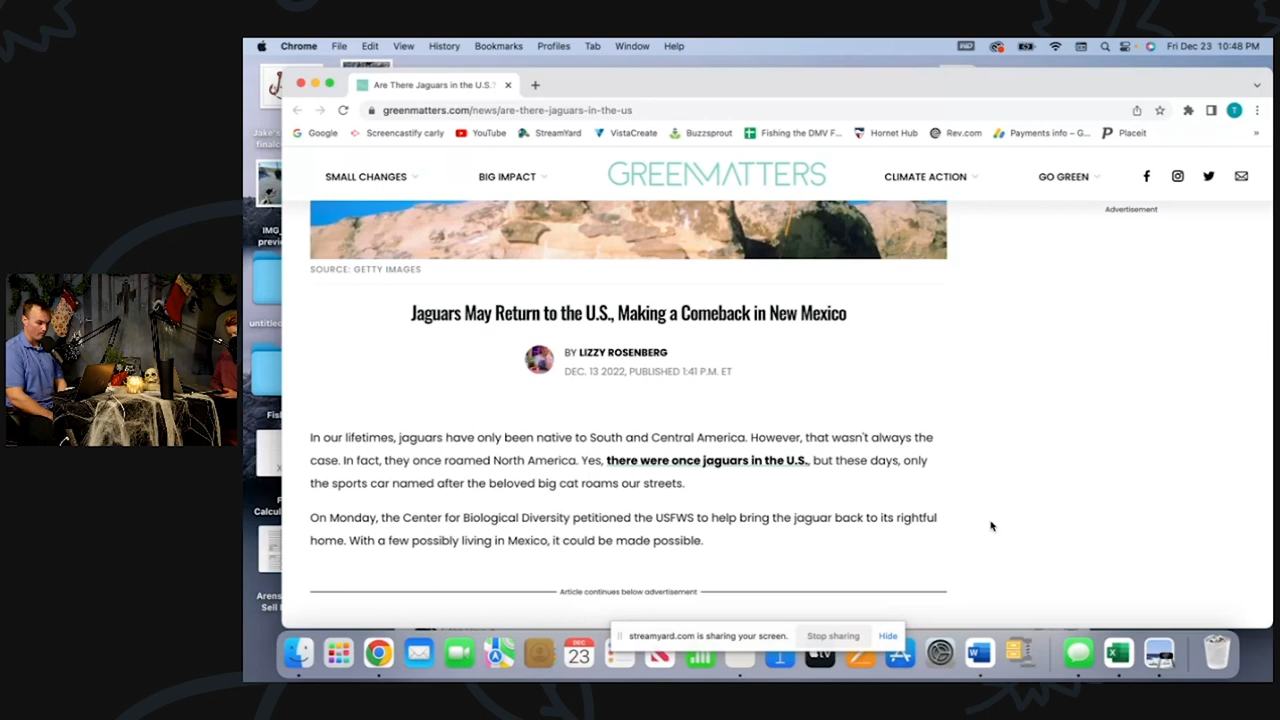 Chrome File Edit View History Bookmarks Profiles Tab Window Help Fri Dec 23 10:48 PM
Are There Jaguars in the U.S.?
greenmatters.com/news/are-there-jaguars-in-the-us
Google Screencastify carly YouTube StreamYard VistaCreate Buzzsprout Fishing the DMV F... Hornet Hub Rev.com Payments info – G... Placeit »
SMALL CHANGES BIG IMPACT GREENMATTERS CLIMATE ACTION GO GREEN
Advertisement
SOURCE: GETTY IMAGES
Jaguars May Return to the U.S., Making a Comeback in New Mexico
BY LIZZY ROSENBERG
DEC. 13 2022, PUBLISHED 1:41 P.M. ET
In our lifetimes, jaguars have only been native to South and Central America. However, that wasn't always the
case. In fact, they once roamed North America. Yes, there were once jaguars in the U.S., but these days, only
the sports car named after the beloved big cat roams our streets.
On Monday, the Center for Biological Diversity petitioned the USFWS to help bring the jaguar back to its rightful
home. With a few possibly living in Mexico, it could be made possible.
Article continues below advertisement
streamyard.com is sharing your screen. Stop sharing Hide
Jake's
IMG_
previ
untitled
Fis
Calcul
Sell
DEC
23